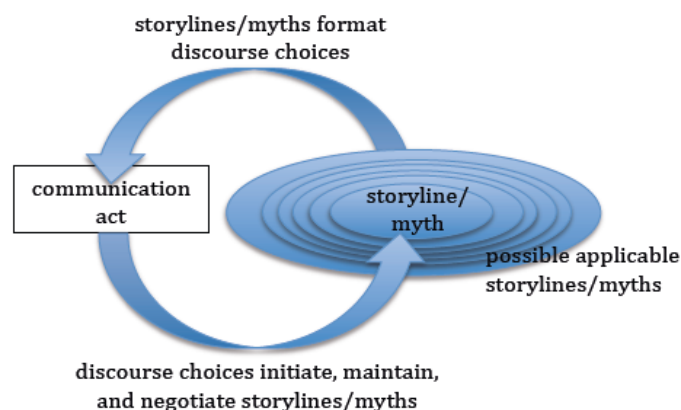 storylines/myths format
discourse choices
communication
act
storyline/
myth
possible applicable
storylines/myths
discourse choices initiate, maintain,
and negotiate storylines/myths